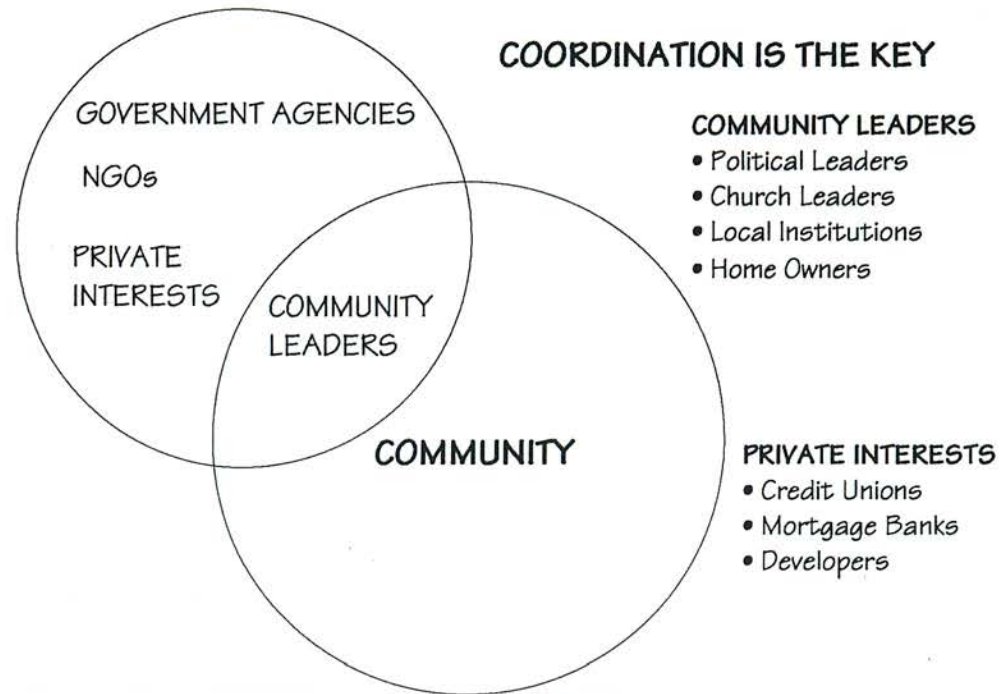 COORDINATION IS THE KEY
GOVERNMENT AGENCIES
NGOs
PRIVATE
INTERESTS
COMMUNITY
LEADERS
COMMUNITY
COMMUNITY LEADERS
• Political Leaders
• Church Leaders
• Local Institutions
• Home Owners
PRIVATE INTERESTS
• Credit Unions
• Mortgage Banks
• Developers